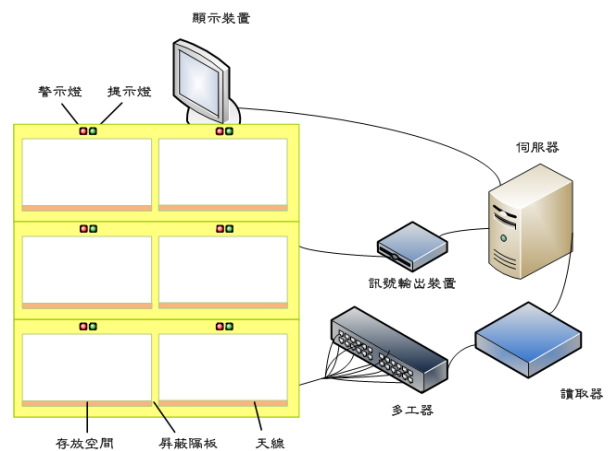 顯示裝置
警示燈
提示燈
伺服器
訊號輸出裝置
讀取器
多工器
存放空間
屏蔽隔板
天線